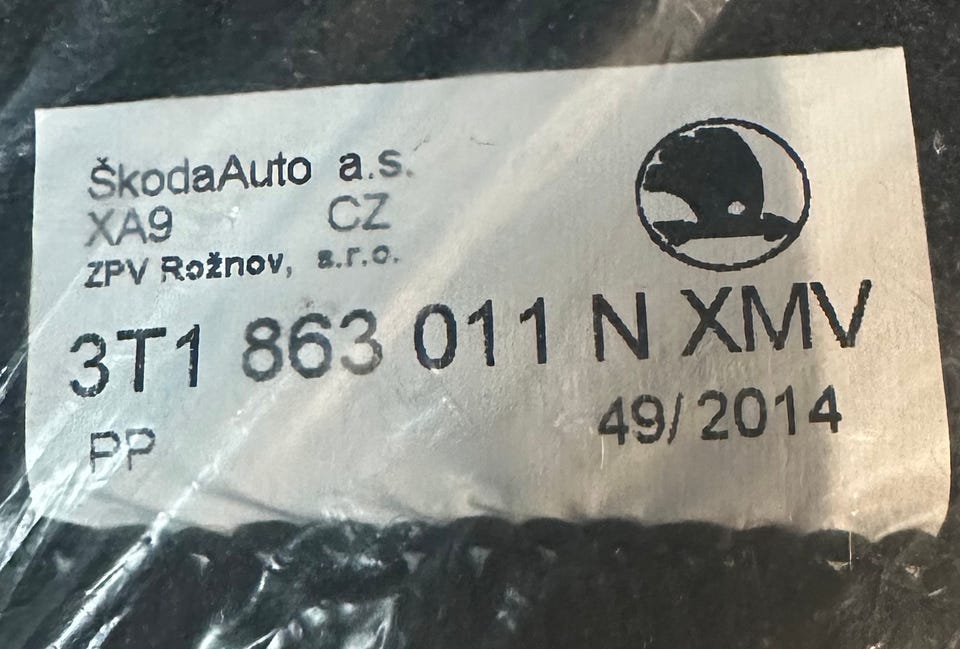 ŠkodaAuto a.s.
XA9 CZ
ZPV Rožnov, s.r.o.
3T1 863 011 N XMV
49/2014
PP